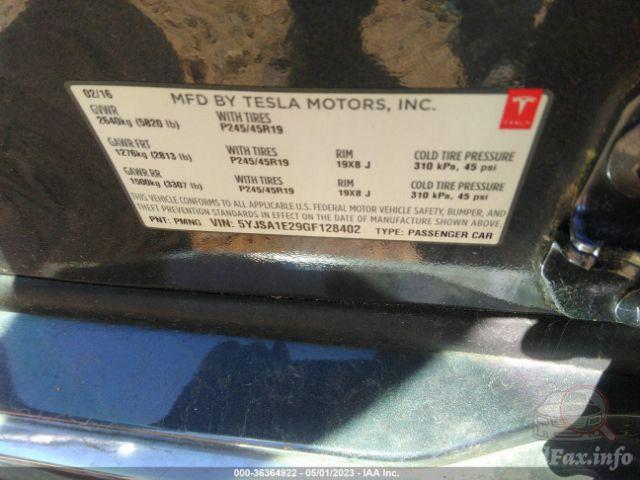 02/16 MFD BY TESLA MOTORS, INC.
GVWR WITH TIRES
2640kg (5820 lb) P245/45R19
GAWR FRT WITH TIRES RIM COLD TIRE PRESSURE
1276kg (2813 lb) P245/45R19 19X8 J 310 kPa, 45 psi
GAWR RR WITH TIRES RIM COLD TIRE PRESSURE
1500kg (3307 lb) P245/45R19 19X8 J 310 kPa, 45 psi
THIS VEHICLE CONFORMS TO ALL APPLICABLE U.S. FEDERAL MOTOR VEHICLE SAFETY, BUMPER, AND
THEFT PREVENTION STANDARDS IN EFFECT ON THE DATE OF MANUFACTURE SHOWN ABOVE.
PNT: PMNG VIN: 5YJSA1E29GF128402 TYPE: PASSENGER CAR
TESLA
000-36364922 - 05/01/2023 - IAA Inc.
Fax.info